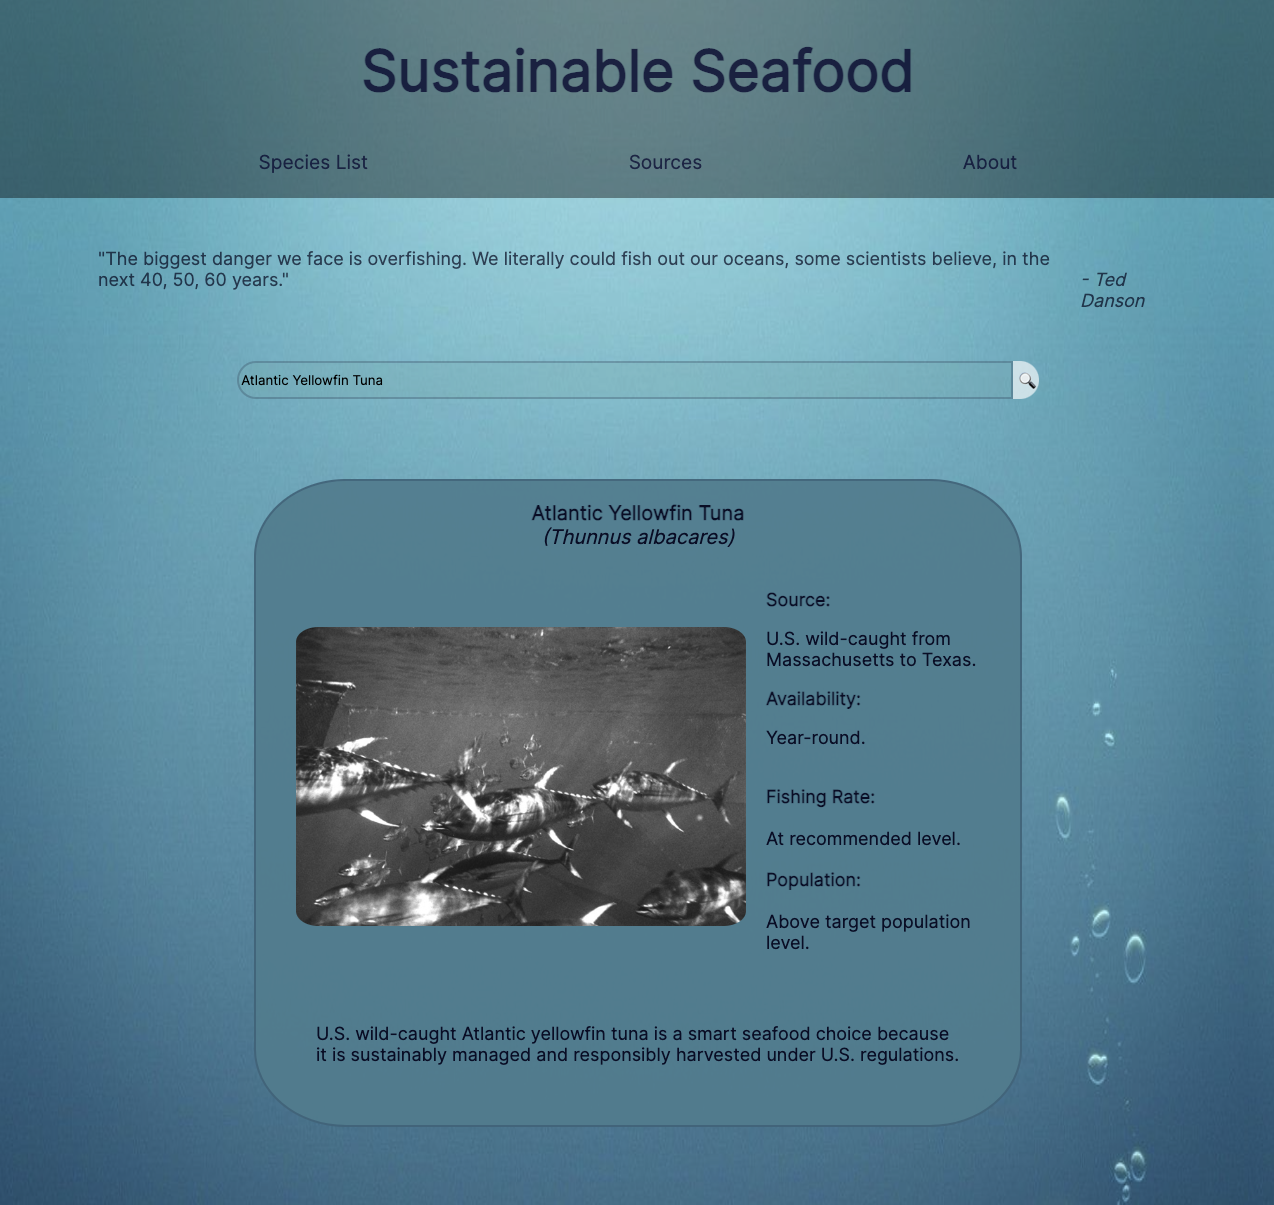 Sustainable Seafood
Species List
Sources
About
"The biggest danger we face is overfishing. We literally could fish out our oceans, some scientists believe, in the
next 40, 50, 60 years."
- Ted
Danson
Atlantic Yellowfin Tuna
Atlantic Yellowfin Tuna
(Thunnus albacares)
Source:
U.S. wild-caught from
Massachusetts to Texas.
Availability:
Year-round.
Fishing Rate:
At recommended level.
Population:
Above target population
level.
U.S. wild-caught Atlantic yellowfin tuna is a smart seafood choice because
it is sustainably managed and responsibly harvested under U.S. regulations.